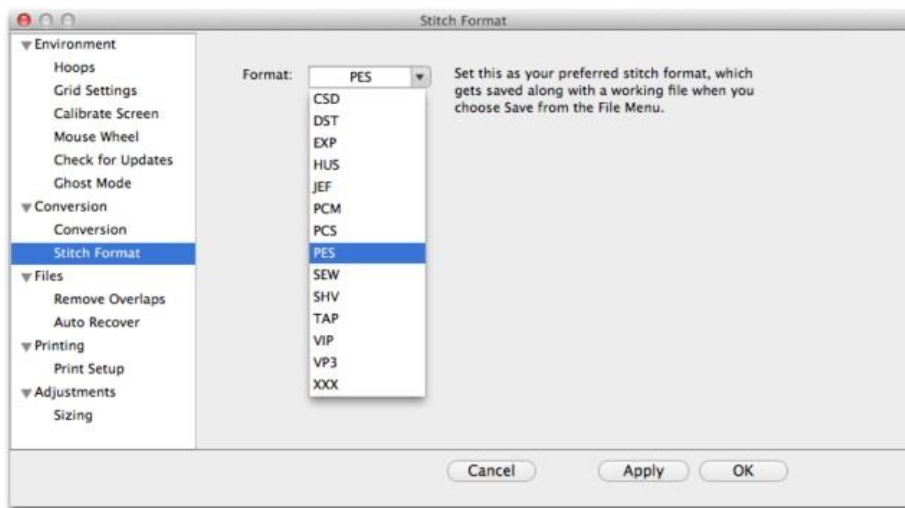 Stitch Format
Environment
Hoops
Grid Settings
Calibrate Screen
Mouse Wheel
Check for Updates
Ghost Mode
Conversion
Conversion
Stitch Format
Files
Remove Overlaps
Auto Recover
Printing
Print Setup
Adjustments
Sizing
Format:
PES
CSD
DST
EXP
HUS
JEF
PCM
PCS
PES
SEW
SHV
TAP
VIP
VP3
XXX
Set this as your preferred stitch format, which
gets saved along with a working file when you
choose Save from the File Menu.
Cancel
Apply
OK